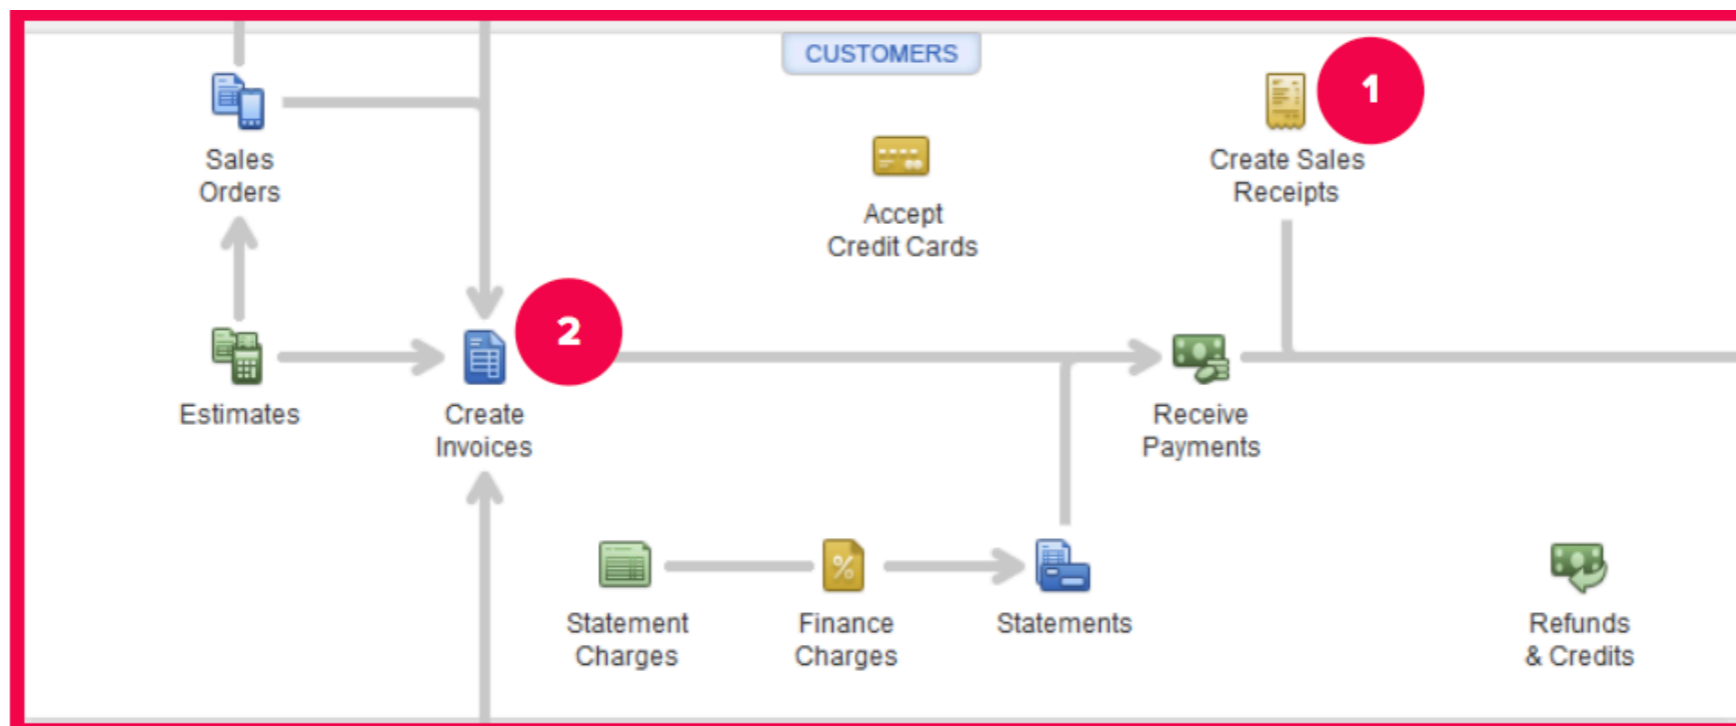 CUSTOMERS
1
Sales
Orders
Create Sales
Receipts
Accept
Credit Cards
2
Estimates
Create
Invoices
Receive
Payments
%
Statement
Charges
Finance
Charges
Statements
Refunds
& Credits